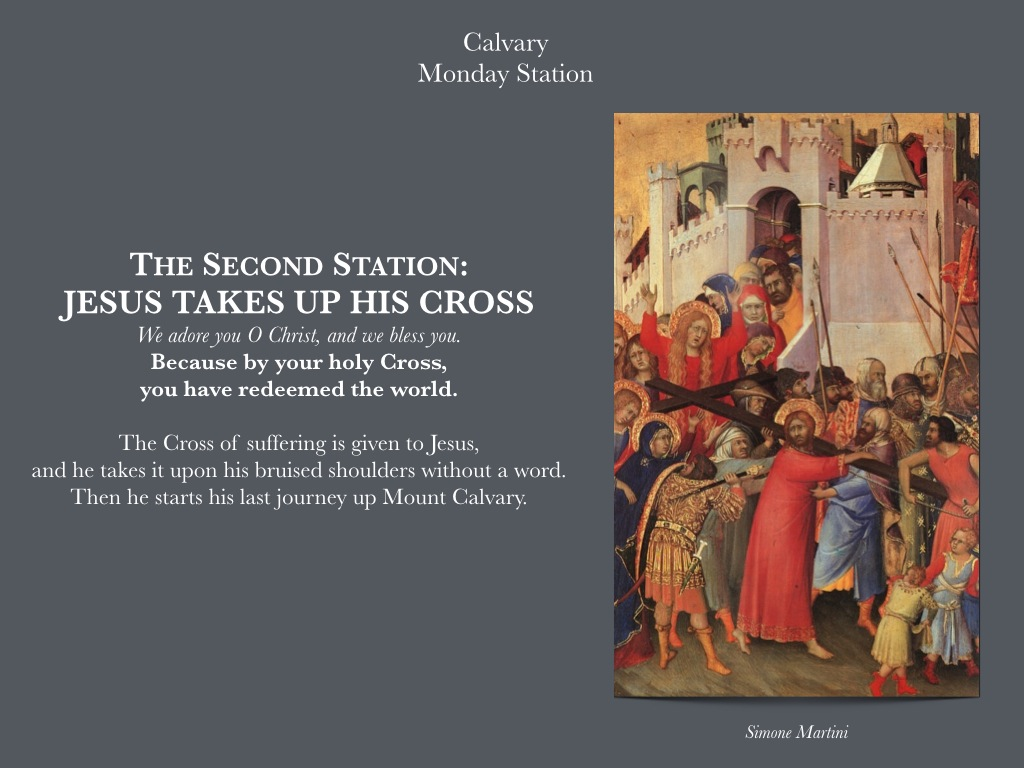 Calvary
Monday Station
The Second Station:
JESUS TAKES UP HIS CROSS
We adore you O Christ, and we bless you.
Because by your holy Cross,
you have redeemed the world.
The Cross of suffering is given to Jesus,
and he takes it upon his bruised shoulders without a word.
Then he starts his last journey up Mount Calvary.
Simone Martini